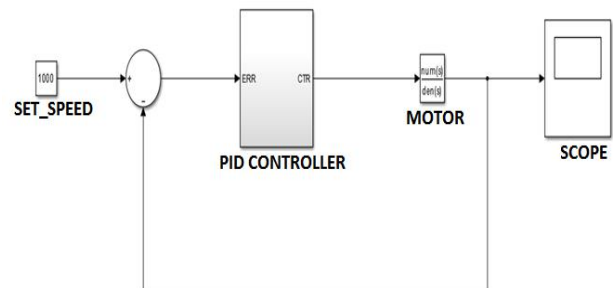 1000
SET_SPEED
+
-
ERR
CTR
PID CONTROLLER
num(s)
den(s)
MOTOR
SCOPE